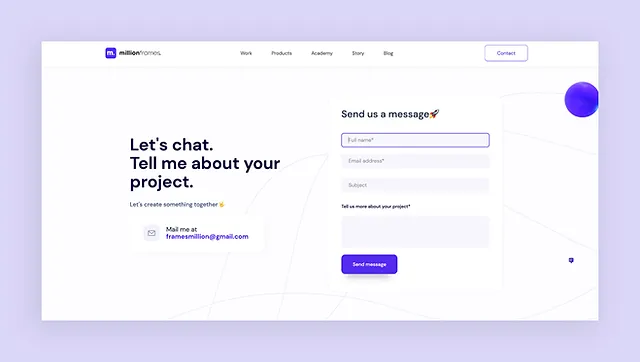 m. millionframes.
Work Products Academy Story Blog Contact
Let's chat.
Tell me about your
project.
Let's create something together🤟
Mail me at
framesmillion@gmail.com
Send us a message🚀
Full name*
Email address*
Subject
Tell us more about your project*
Send message